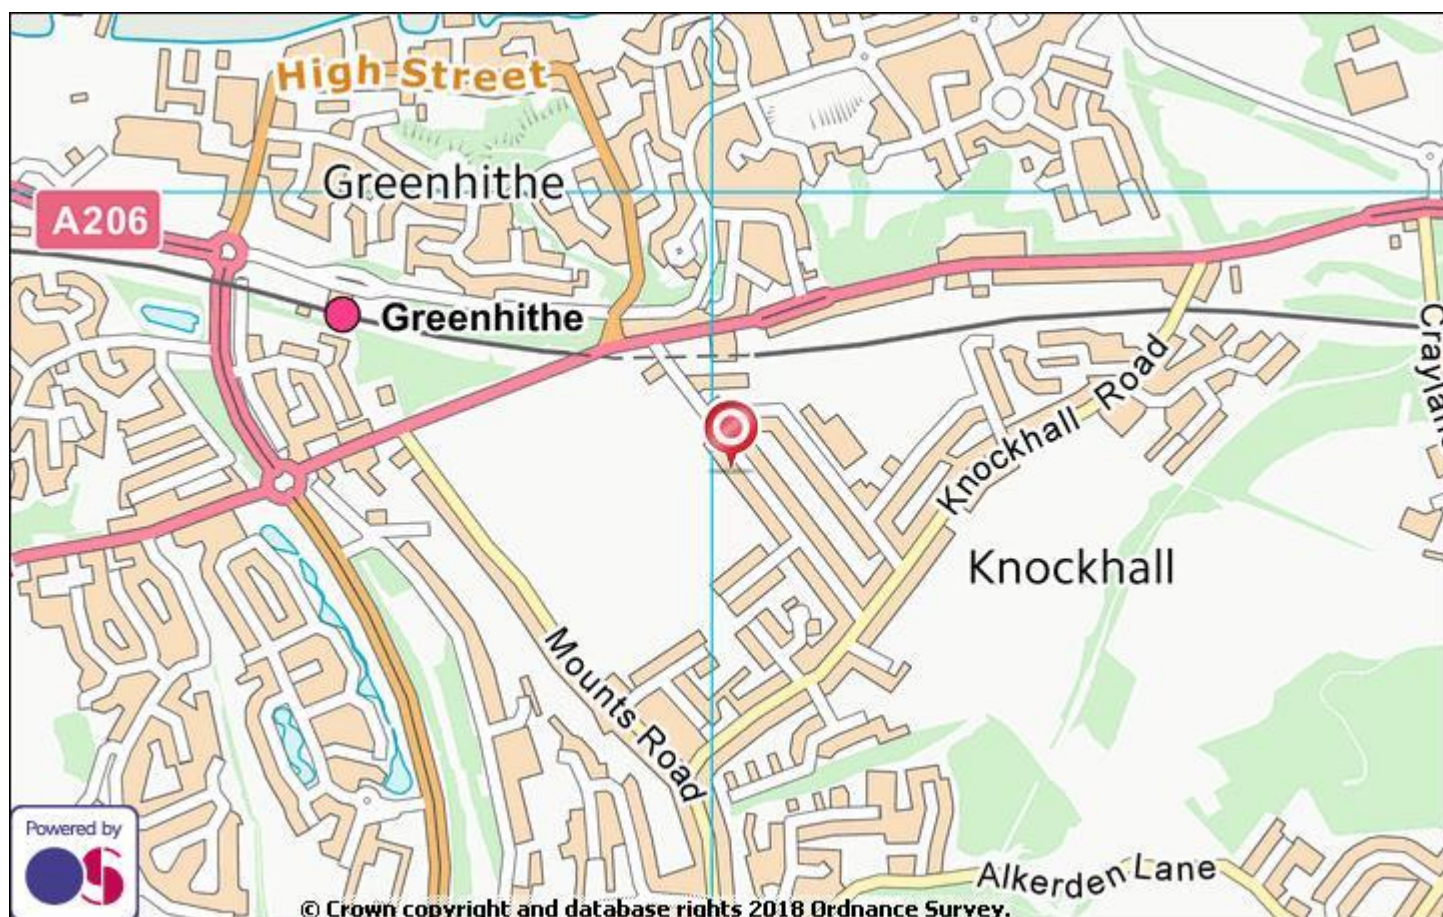 High Street
Greenhithe
A206
Greenhithe
Knockhall Road
Knockhall
Mounts Road
Alkerden Lane
Powered by
OS
© Crown copyright and database rights 2018 Ordnance Survey.